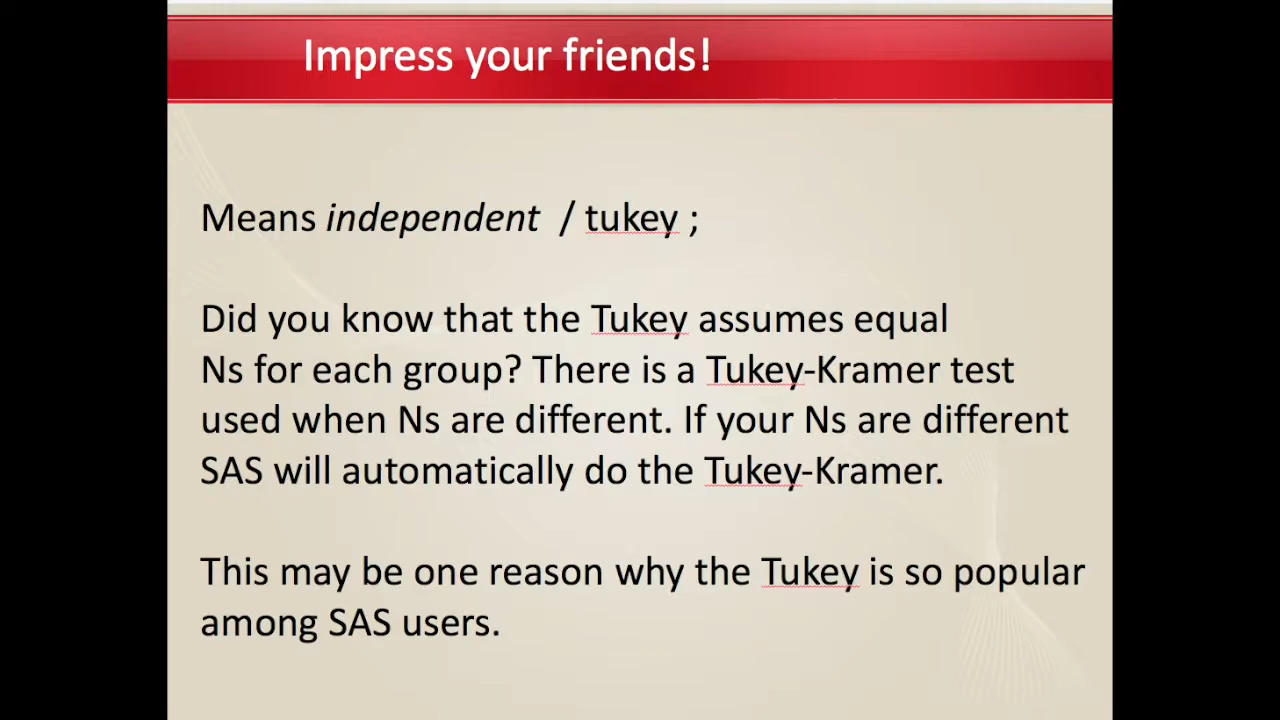 Impress your friends!
Means independent / tukey ;
Did you know that the Tukey assumes equal
Ns for each group? There is a Tukey-Kramer test
used when Ns are different. If your Ns are different
SAS will automatically do the Tukey-Kramer.
This may be one reason why the Tukey is so popular
among SAS users.